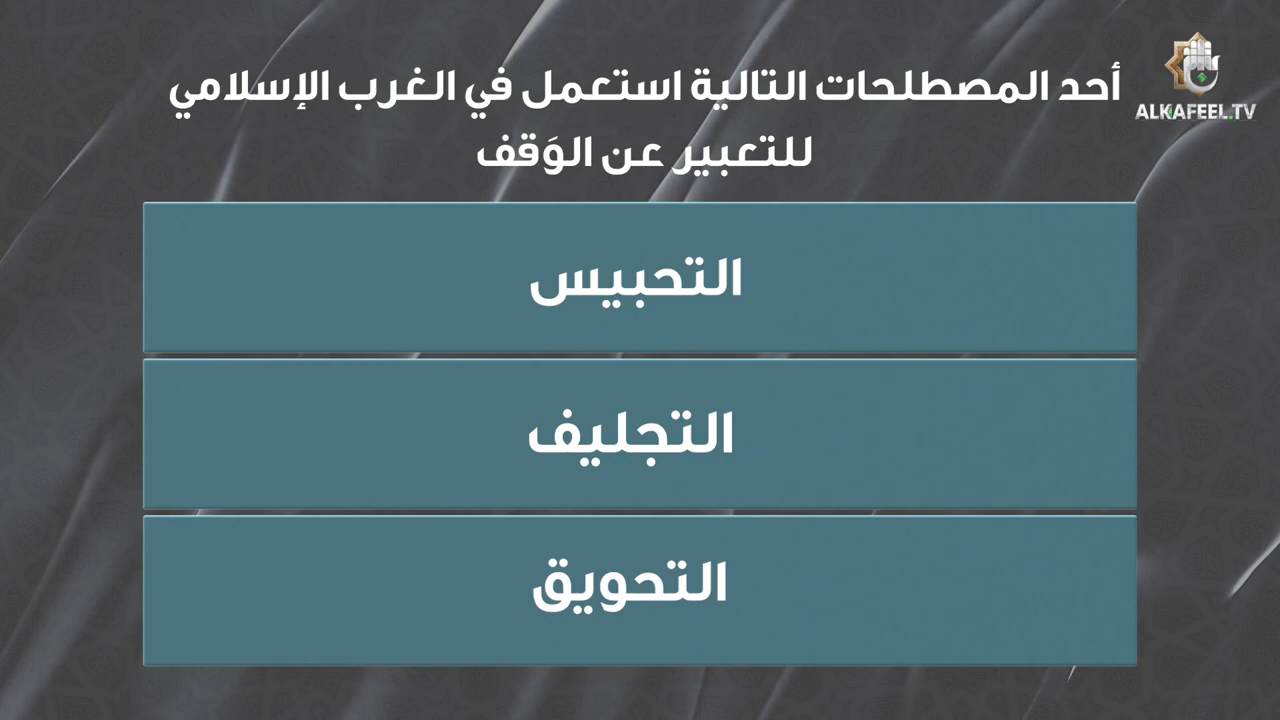 أحد المصطلحات التالية استعمل في الغرب الإسلامي
للتعبير عن الوَقف
ALKAFEEL.TV
التحبيس
التجليف
التحويق